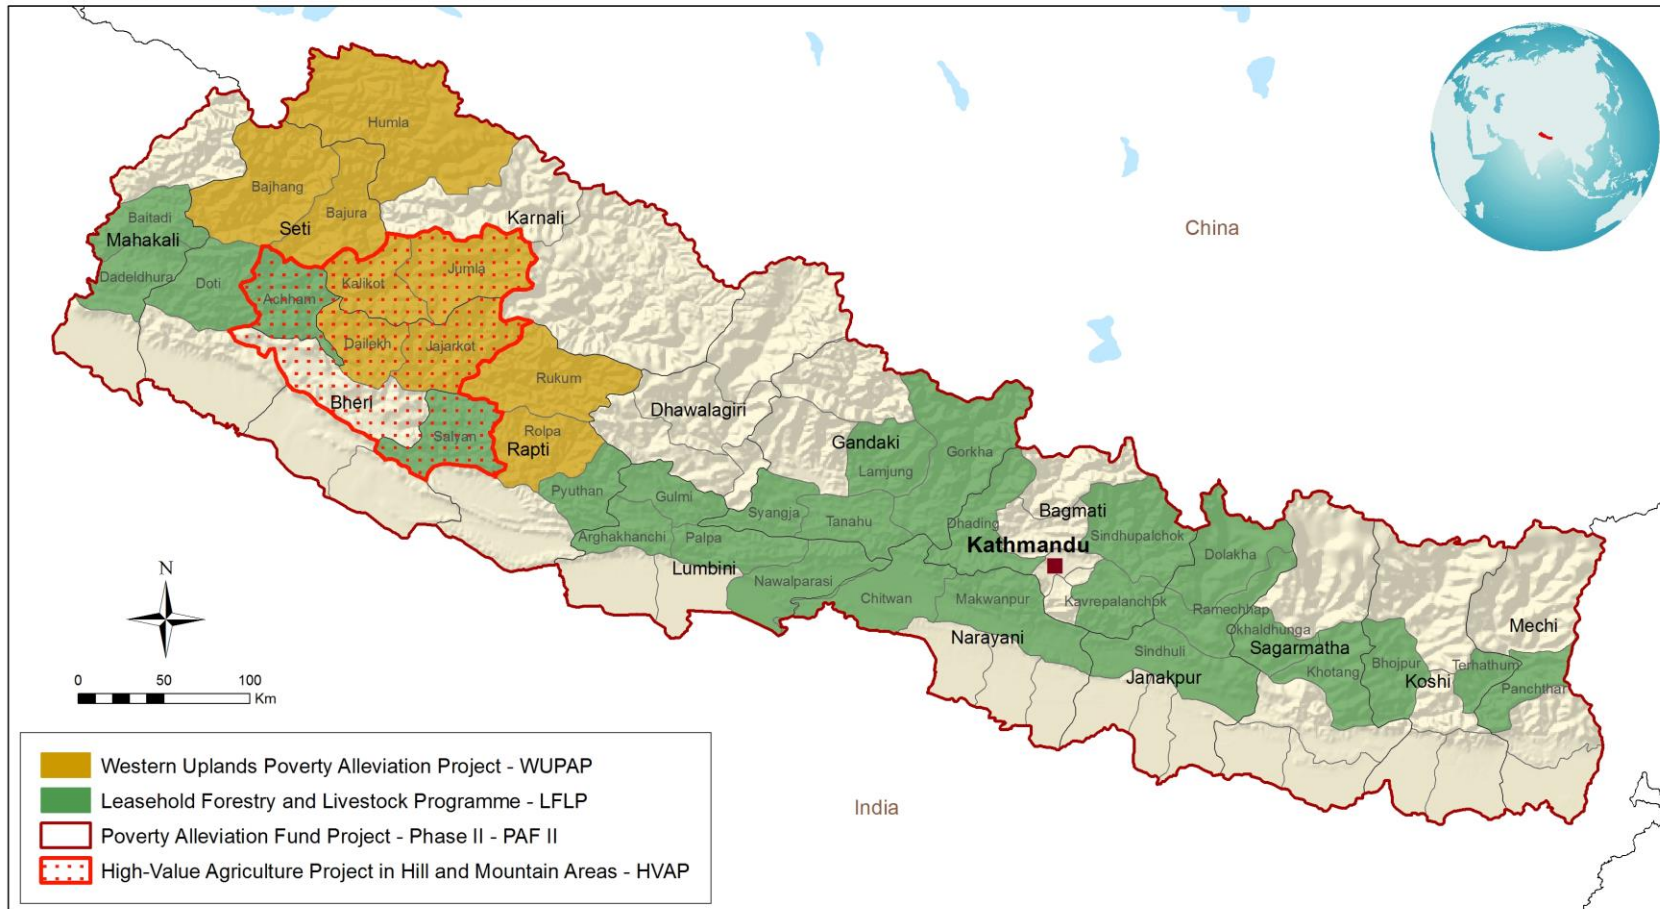 Humla
Bajhang
Bajura
Seti
Karnali
Baitadi
Mahakali
Dadeldhura
Doti
Achham
Kalikot
Jumla
Dailekh
Jajarkot
Bheri
Salyan
Rukum
Rolpa
Rapti
Dhawalagiri
Gandaki
Lamjung
Gorkha
Pyuthan
Gulmi
Syangja
Tanahu
Dhading
Bagmati
Sindhupalchok
Arghakhanchi
Palpa
Kathmandu
Dolakha
Lumbini
Nawalparasi
Chitwan
Makwanpur
Kavrepalanchok
Ramechhap
Okhaldhunga
Narayani
Sindhuli
Sagarmatha
Khotang
Bhojpur
Terhathum
Mechi
Janakpur
Koshi
Panchthar
China
India
N
0 50 100
Km
Western Uplands Poverty Alleviation Project - WUPAP
Leasehold Forestry and Livestock Programme - LFLP
Poverty Alleviation Fund Project - Phase II - PAF II
High-Value Agriculture Project in Hill and Mountain Areas - HVAP